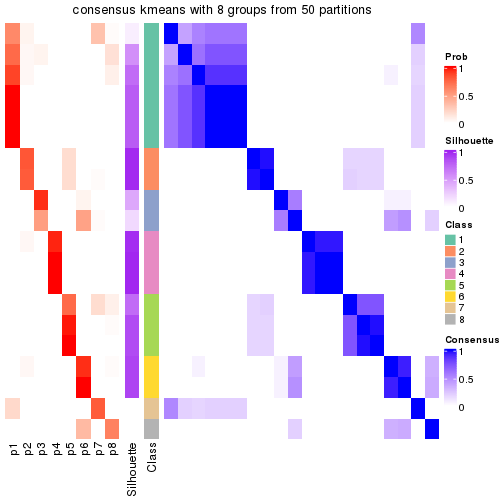 consensus kmeans with 8 groups from 50 partitions
Prob
1
0.5
0
Silhouette
1
0.5
0
Class
1
2
3
4
5
6
7
8
Consensus
1
0.5
0
p1
p2
p3
p4
p5
p6
p7
p8
Silhouette
Class